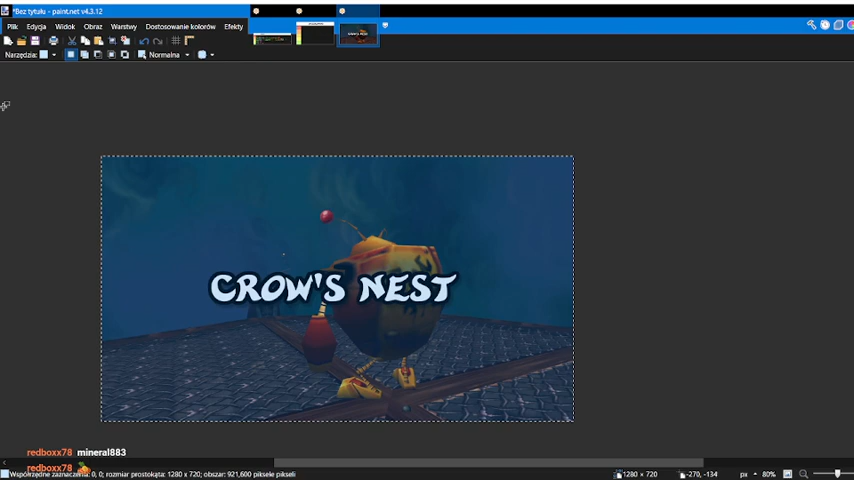 *Bez tytułu - paint.net v4.3.12
Plik Edycja Widok Obraz Warstwy Dostosowanie kolorów Efekty
Narzędzia: Normalna
CROW'S NEST
redboxx78 mineral883
redboxx78
Współrzędne zaznaczenia: 0, 0; rozmiar prostokąta: 1280 x 720; obszar: 921,600 piksele pikseli
1280 × 720 -270, -134 px 80%